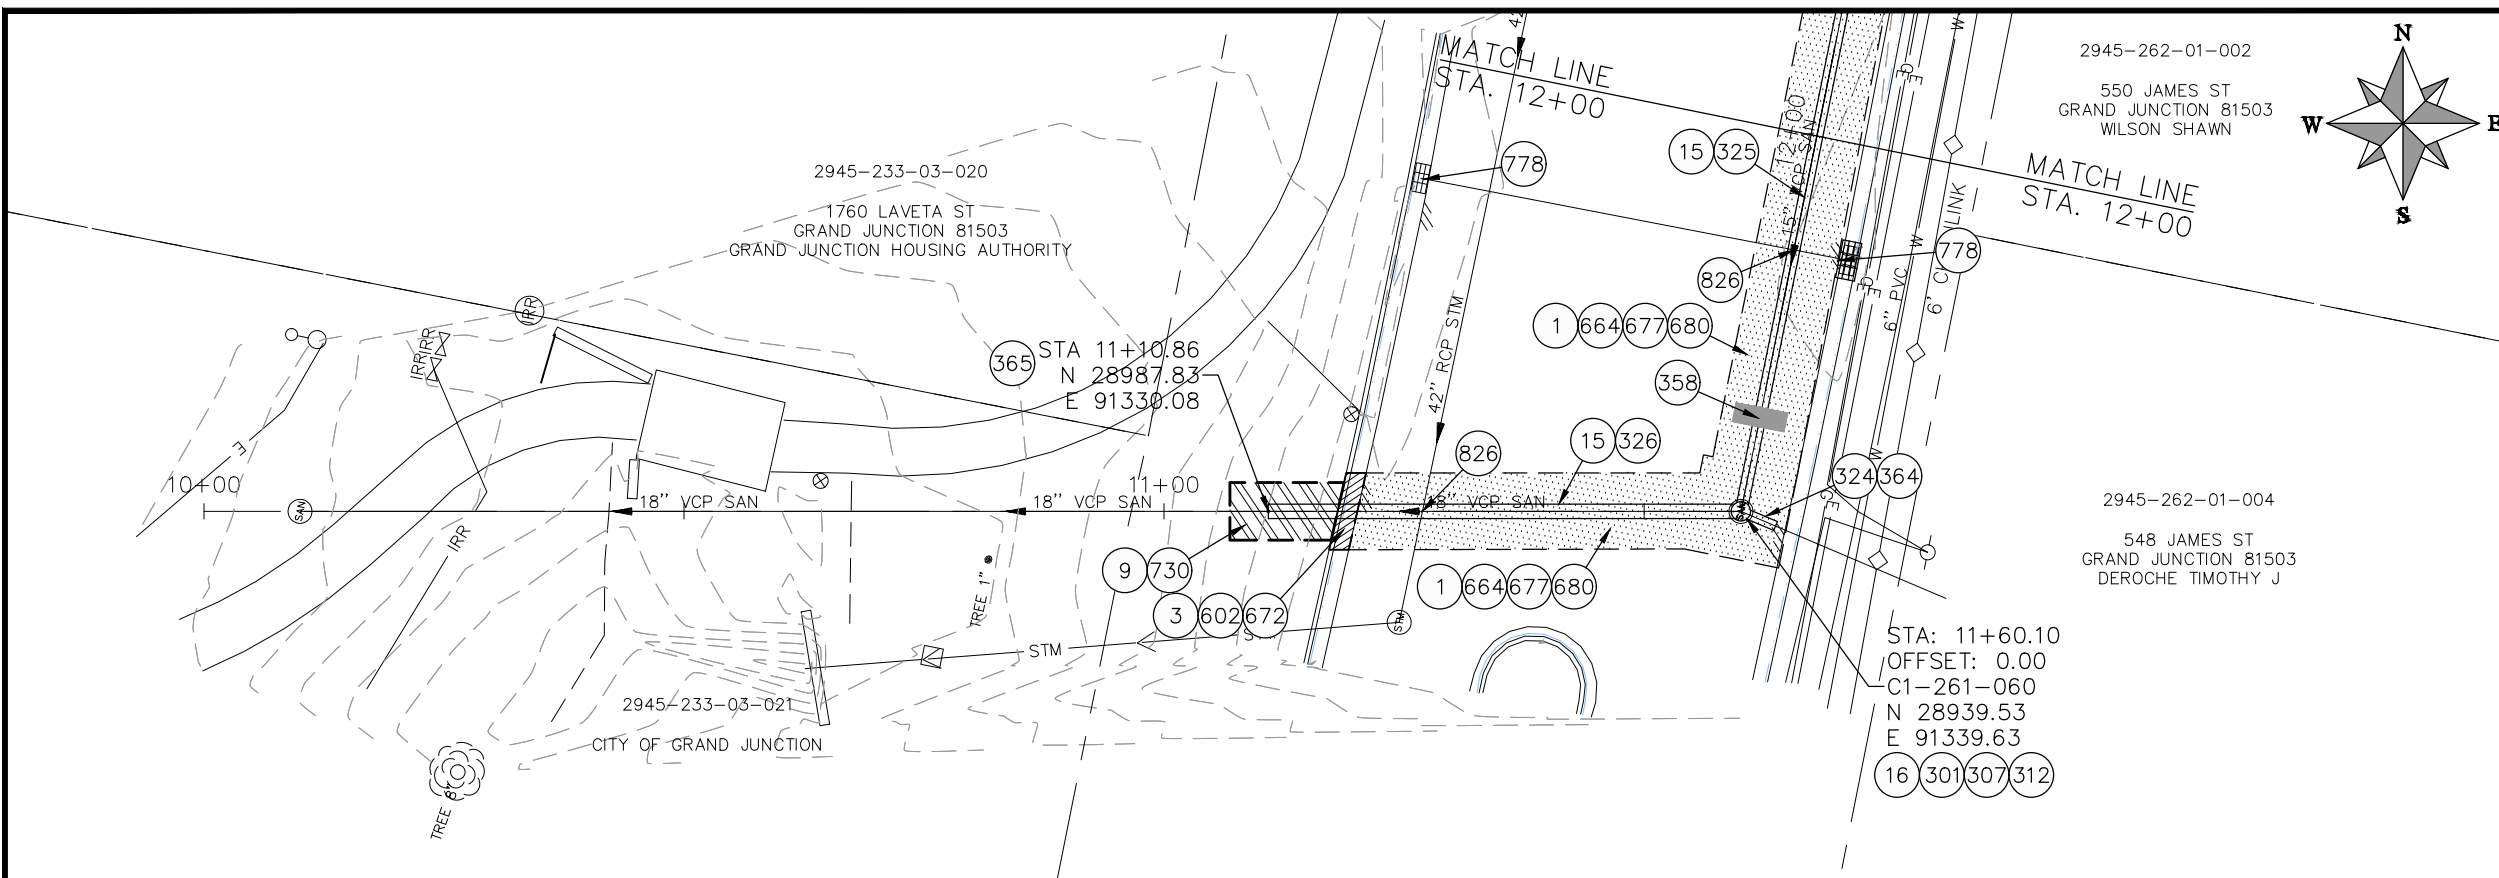 MATCH LINE
STA. 12+00
N
W
E
S
2945-262-01-002
550 JAMES ST
GRAND JUNCTION 81503
WILSON SHAWN
MATCH LINE
STA. 12+00
2945-233-03-020
1760 LAVETA ST
GRAND JUNCTION 81503
GRAND JUNCTION HOUSING AUTHORITY
778
15 325
12+00
15" VCP SAN
W
E
E
778
826
6' CHAIN LINK
W
6" PVC
E
E
W
1 664 677 680
358
IRR
IRR
IRR
E
365
STA 11+10.86
N 28987.83
E 91330.08
42" RCP STM
42"
15 326
826
324 364
W
E
10+00
SAN
18" VCP SAN
11+00
18" VCP SAN
18" VCP SAN
IRR
9 730
3 602 672
1 664 677 680
TREE 1"
STM
STM
STM
2945-262-01-004
548 JAMES ST
GRAND JUNCTION 81503
DEROCHE TIMOTHY J
STA: 11+60.10
OFFSET: 0.00
C1-261-060
N 28939.53
E 91339.63
16 301 307 312
2945-233-03-021
CITY OF GRAND JUNCTION
TREE 8"